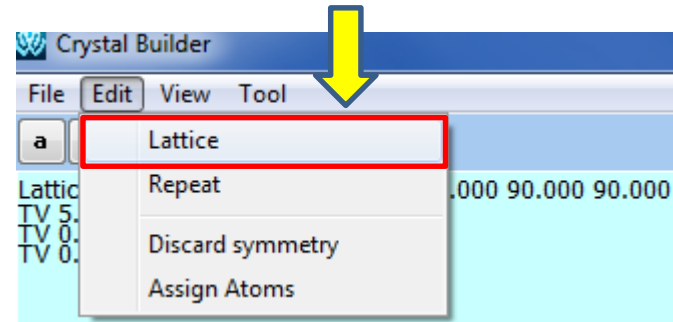 Crystal Builder
File Edit View Tool
a
Lattice
Repeat
Discard symmetry
Assign Atoms
Lattic .000 90.000 90.000
TV 5.
TV 0.
TV 0.